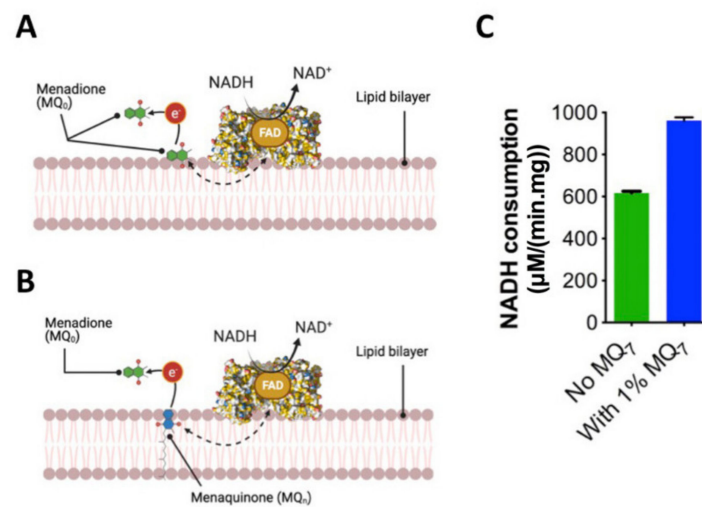 A
Menadione
(MQ₀)
e⁻
NADH
NAD⁺
FAD
Lipid bilayer
B
Menadione
(MQ₀)
e⁻
NADH
NAD⁺
FAD
Lipid bilayer
Menaquinone (MQₙ)
C
NADH consumption
(µM/(min.mg))
1000
800
600
400
200
0
No MQ₇
With 1% MQ₇